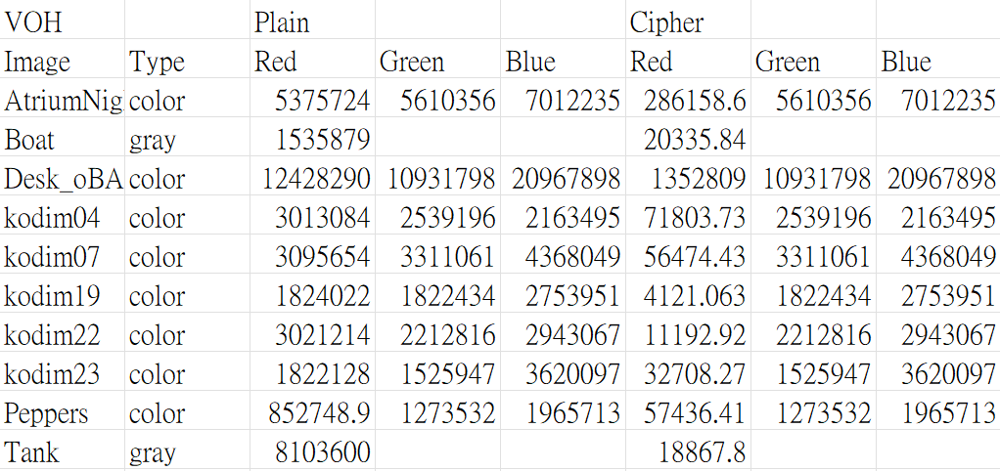 VOH Plain Cipher
Image Type Red Green Blue Red Green Blue
AtriumNig color 5375724 5610356 7012235 286158.6 5610356 7012235
Boat gray 1535879 20335.84
Desk_oBA color 12428290 10931798 20967898 1352809 10931798 20967898
kodim04 color 3013084 2539196 2163495 71803.73 2539196 2163495
kodim07 color 3095654 3311061 4368049 56474.43 3311061 4368049
kodim19 color 1824022 1822434 2753951 4121.063 1822434 2753951
kodim22 color 3021214 2212816 2943067 11192.92 2212816 2943067
kodim23 color 1822128 1525947 3620097 32708.27 1525947 3620097
Peppers color 852748.9 1273532 1965713 57436.41 1273532 1965713
Tank gray 8103600 18867.8